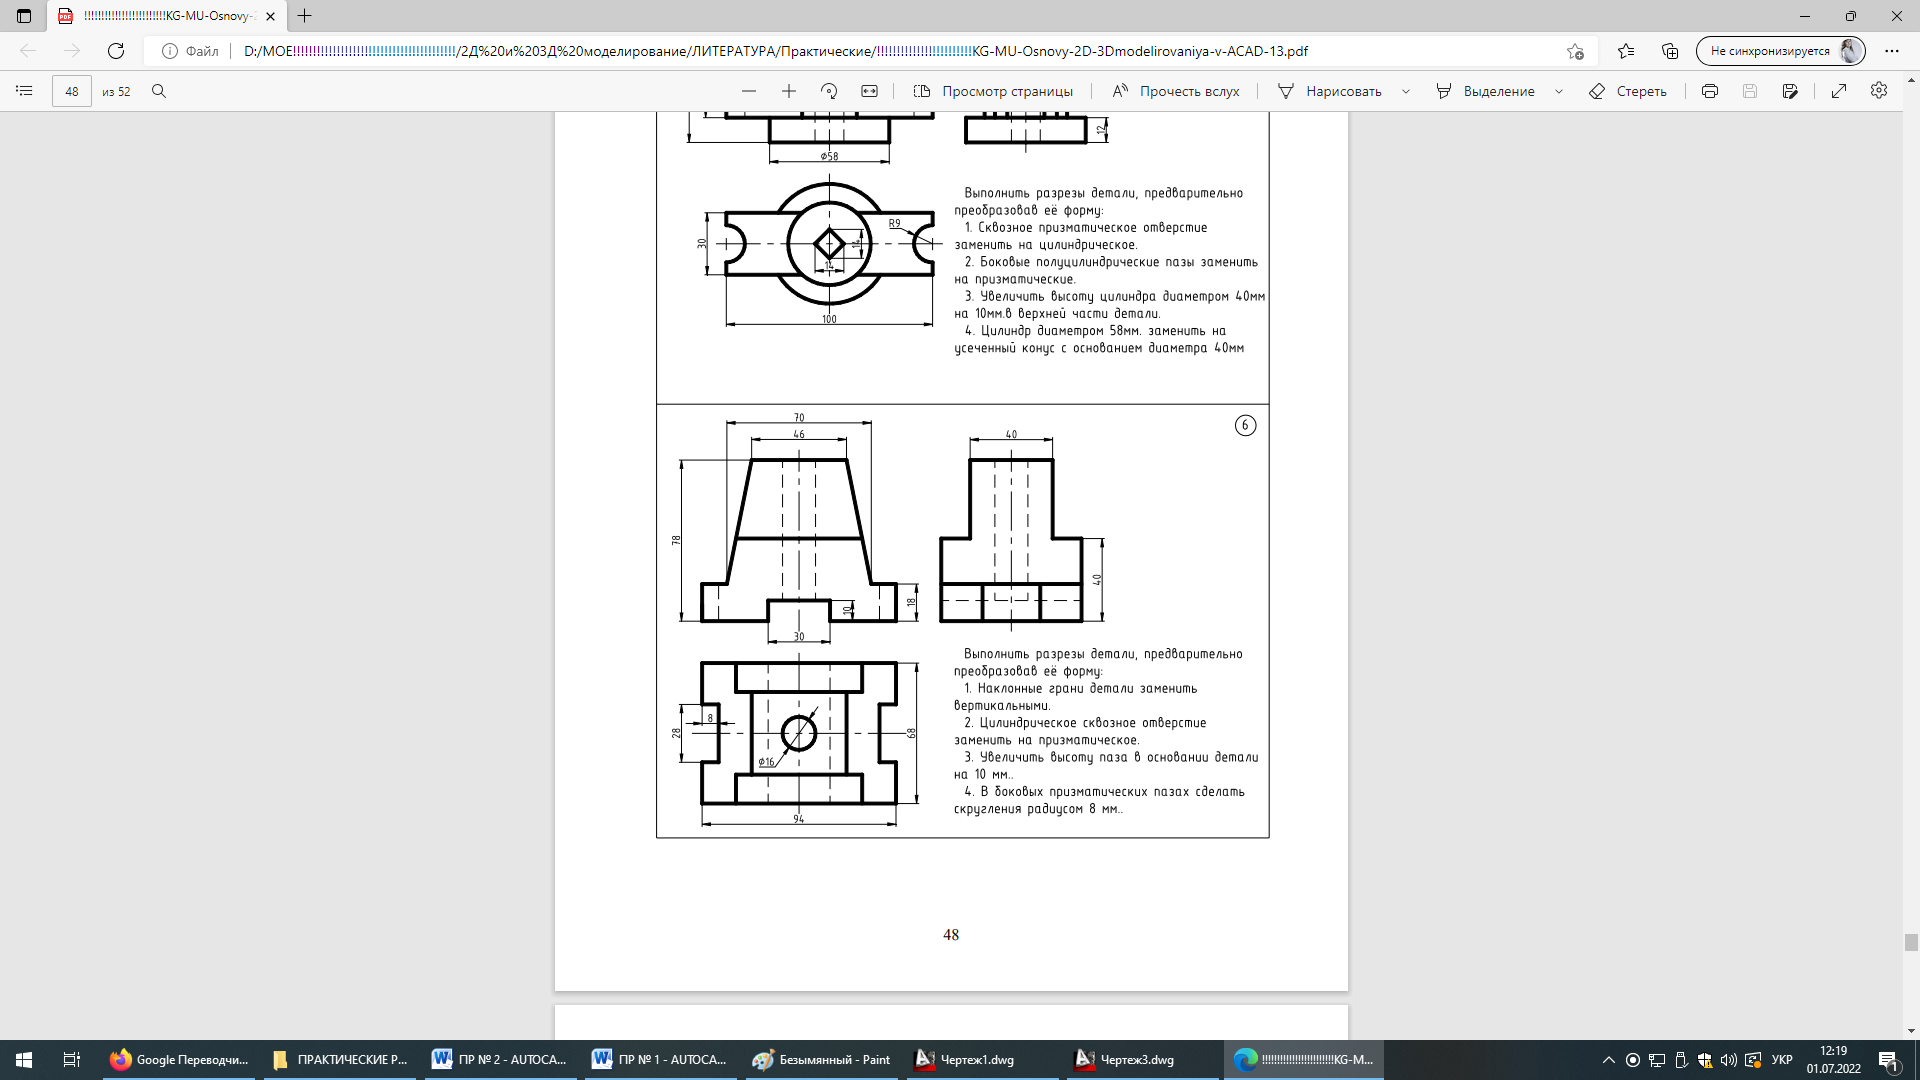 !!!!!!!!!!!!!!!!!!!!!!!!KG-MU-Osnovy-2
Файл
D:/МОЕ!!!!!!!!!!!!!!!!!!!!!!!!!!!!!!!!!!!!!!!!!/2Д%20и%203Д%20моделирование/ЛИТЕРАТУРА/Практические/!!!!!!!!!!!!!!!!!!!!!!!!KG-MU-Osnovy-2D-3Dmodelirovaniya-v-ACAD-13.pdf
Не синхронизируется
48
из 52
Просмотр страницы
Прочесть вслух
Нарисовать
Выделение
Стереть
12
Ø58
R9
30
14
14
100
Выполнить разрезы детали, предварительно
преобразовав её форму:
1. Сквозное призматическое отверстие
заменить на цилиндрическое.
2. Боковые полуцилиндрические пазы заменить
на призматические.
3. Увеличить высоту цилиндра диаметром 40мм
на 10мм.в верхней части детали.
4. Цилиндр диаметром 58мм. заменить на
усеченный конус с основанием диаметра 40мм
6
70
46
40
78
40
18
10
30
8
28
68
Ø16
94
Выполнить разрезы детали, предварительно
преобразовав её форму:
1. Наклонные грани детали заменить
вертикальными.
2. Цилиндрическое сквозное отверстие
заменить на призматическое.
3. Увеличить высоту паза в основании детали
на 10 мм..
4. В боковых призматических пазах сделать
скругления радиусом 8 мм..
48
Google Переводчи...
ПРАКТИЧЕСКИЕ Р...
ПР № 2 - AUTOCA...
ПР № 1 - AUTOCA...
Безымянный - Paint
Чертеж1.dwg
Чертеж3.dwg
!!!!!!!!!!!!!!!!!!!!!!!!KG-M...
УКР
12:19
01.07.2022
1